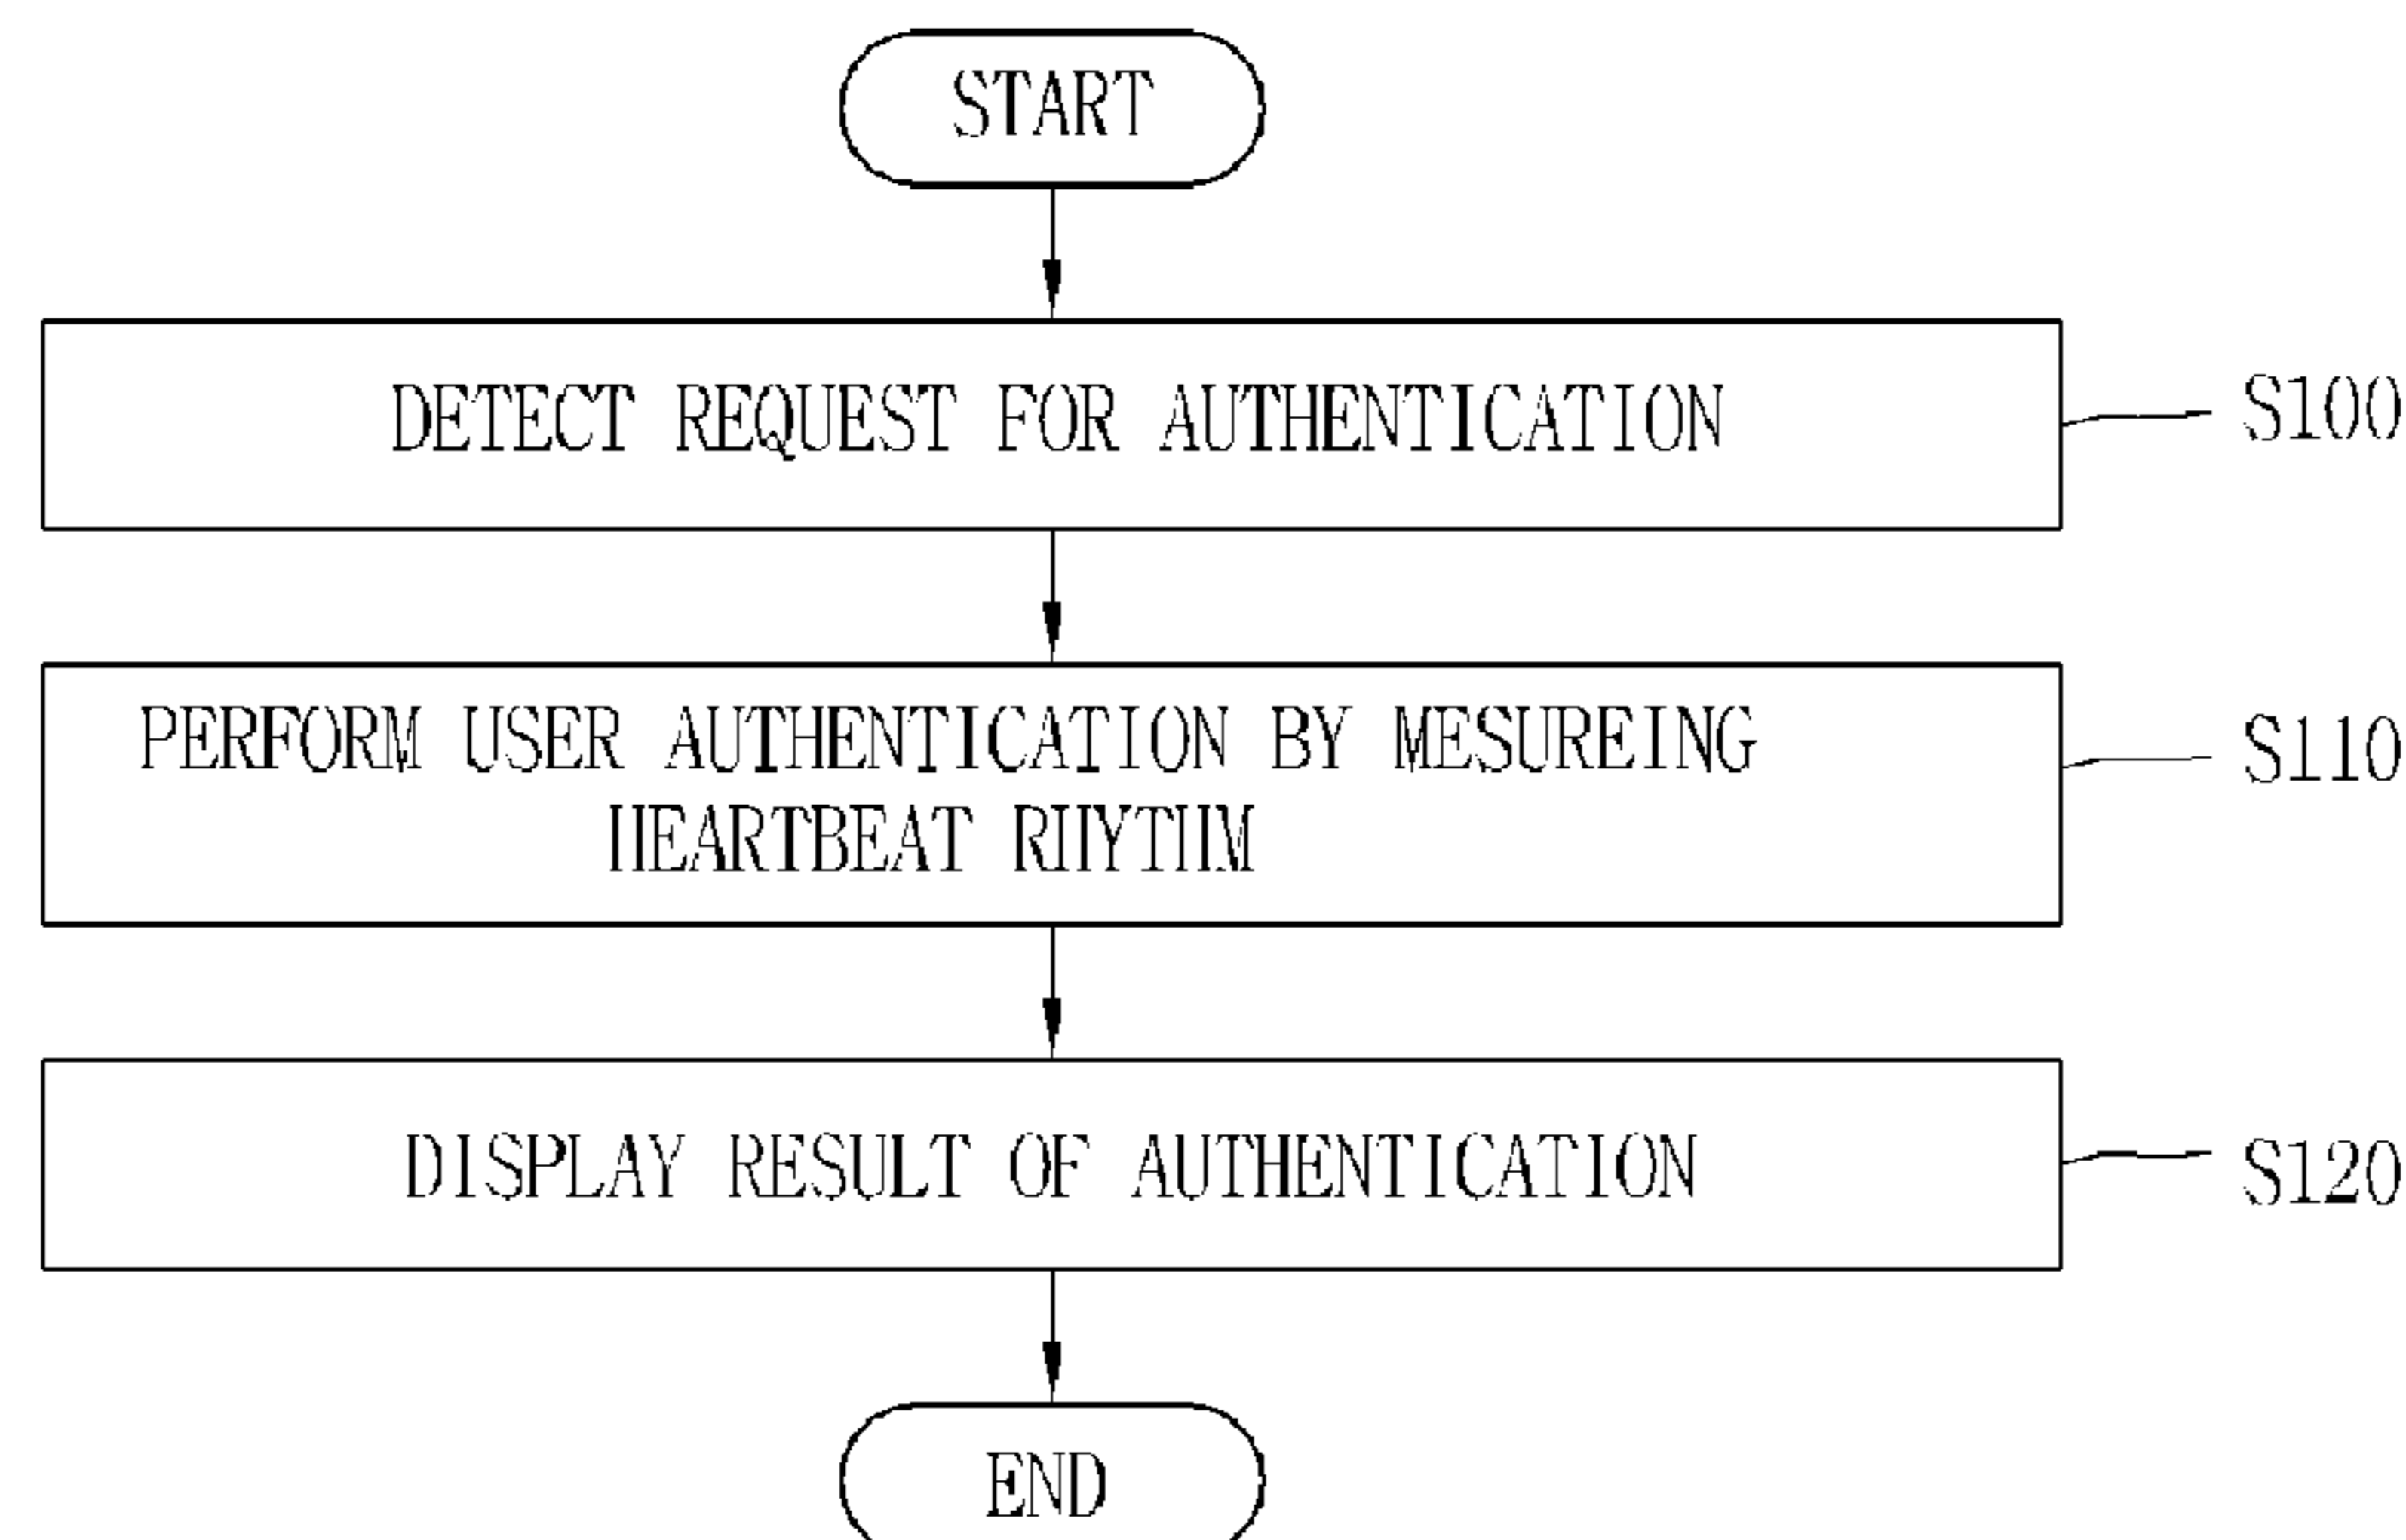 START
DETECT REQUEST FOR AUTHENTICATION
S100
PERFORM USER AUTHENTICATION BY MESUREING
HEARTBEAT RHYTHM
S110
DISPLAY RESULT OF AUTHENTICATION
S120
END